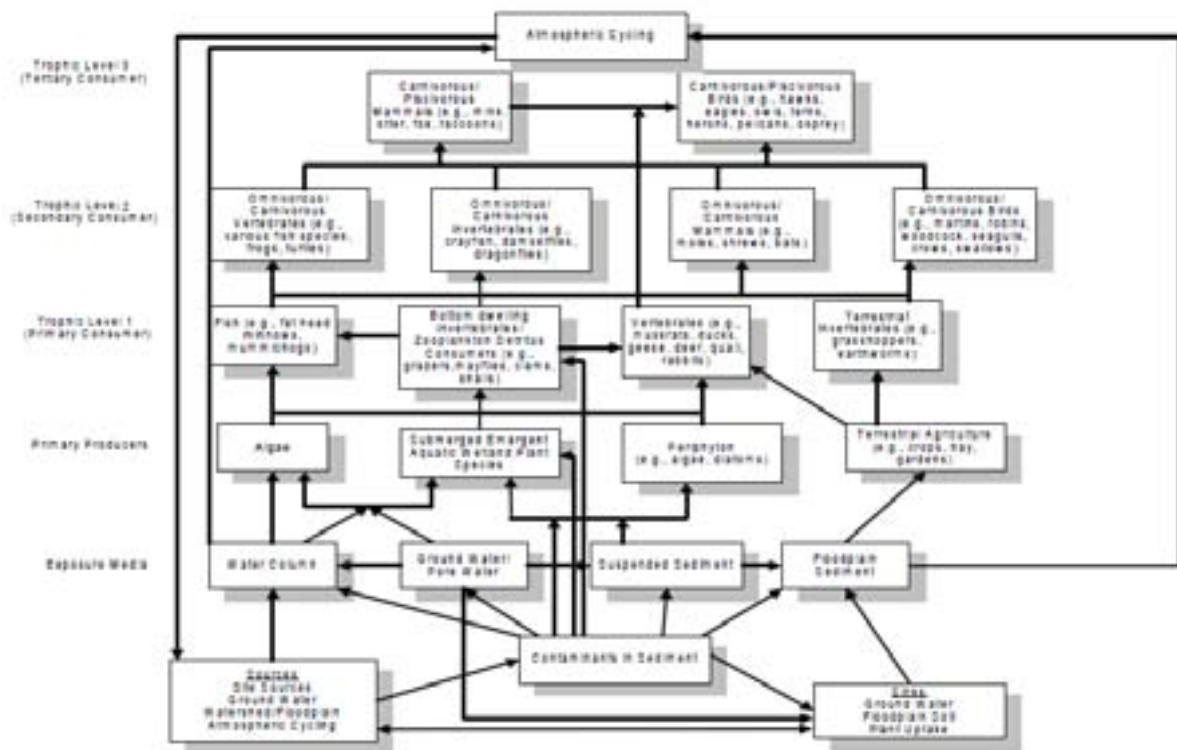 Atmospheric Cycling
Trophic Level 3
(Tertiary Consumer)
Carnivorous/
Piscivorous
Mammals (e.g., mink,
otter, fox, raccoons)
Carnivorous/Piscivorous
Birds (e.g., hawks,
eagles, owls, terns,
herons, pelicans, osprey)
Trophic Level 2
(Secondary Consumer)
Omnivorous/
Carnivorous
Vertebrates (e.g.,
various fish species,
frogs, turtles)
Omnivorous/
Carnivorous
Invertebrates (e.g.,
crayfish, damselflies,
dragonflies)
Omnivorous/
Carnivorous
Mammals (e.g.,
moles, shrews, bats)
Omnivorous/
Carnivorous Birds
(e.g., martins, robins,
woodcock, seagulls,
crows, swallows)
Trophic Level 1
(Primary Consumer)
Fish (e.g., fat head
minnows,
mummichogs)
Bottom dwelling
Invertebrates/
Zooplankton Detritus
Consumers (e.g.,
grazers, mayflies, clams,
snails)
Vertebrates (e.g.,
muskrats, ducks,
geese, deer, quail,
rabbits)
Terrestrial
Invertebrates (e.g.,
grasshoppers,
earthworms)
Primary Producers
Algae
Submerged Emergent
Aquatic Wetland Plant
Species
Periphyton
(e.g., algae, diatoms)
Terrestrial Agriculture
(e.g., crops, hay,
gardens)
Exposure Media
Water Column
Ground Water/
Pore Water
Suspended Sediment
Floodplain
Sediment
Contaminants in Sediment
Sources
Site Sources
Ground Water
Watershed/Floodplain
Atmospheric Cycling
Sinks
Ground Water
Floodplain Soil
Plant Uptake